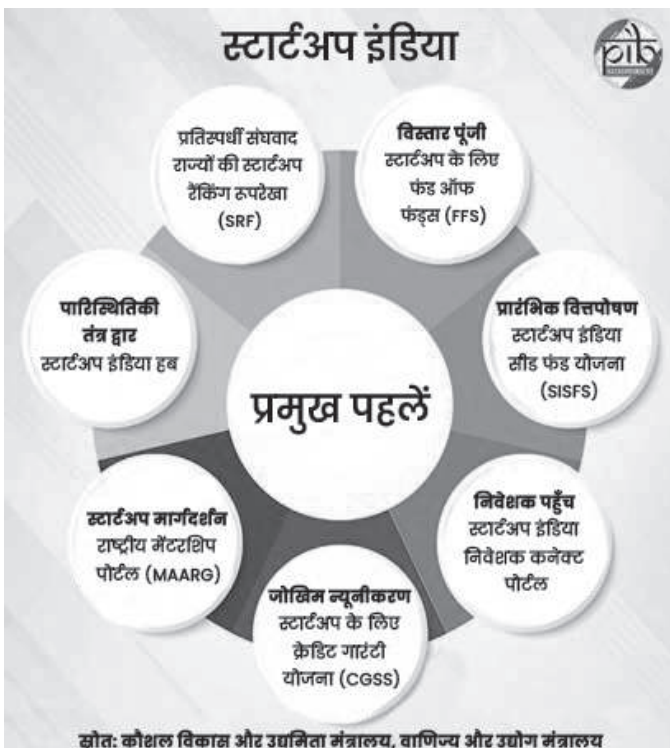 स्टार्टअप इंडिया
pib
प्रतिस्पर्धी संघवाद
राज्यों की स्टार्टअप
रैंकिंग रूपरेखा
(SRF)
विस्तार पूंजी
स्टार्टअप के लिए
फंड ऑफ
फंड्स (FFS)
प्रारंभिक वित्तपोषण
स्टार्टअप इंडिया
सीड फंड योजना
(SISFS)
निवेशक पहुँच
स्टार्टअप इंडिया
निवेशक कनेक्ट
पोर्टल
जोखिम न्यूनीकरण
स्टार्टअप के लिए
क्रेडिट गारंटी
योजना (CGSS)
स्टार्टअप मार्गदर्शन
राष्ट्रीय मेंटरशिप
पोर्टल (MAARG)
पारिस्थितिकी
तंत्र द्वार
स्टार्टअप इंडिया हब
प्रमुख पहलें
स्रोत: कौशल विकास और उद्यमिता मंत्रालय, वाणिज्य और उद्योग मंत्रालय